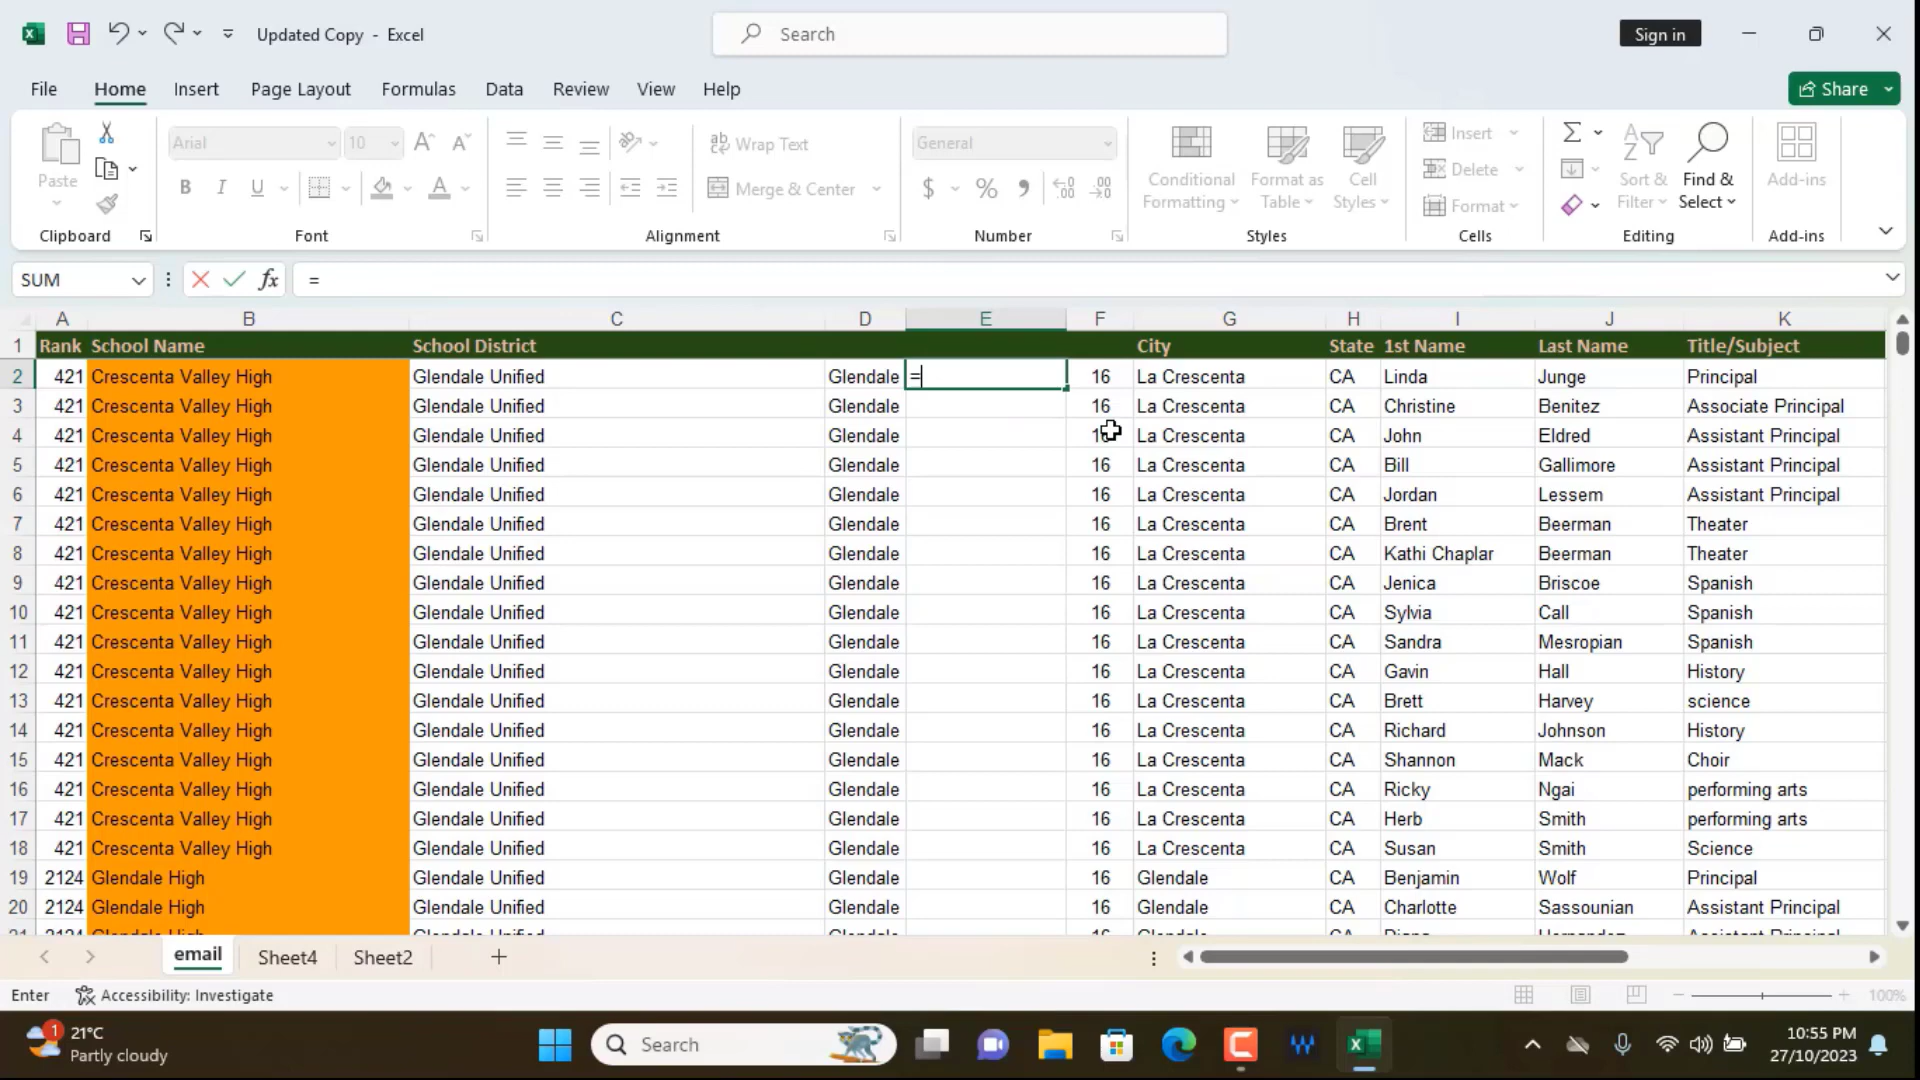 Updated Copy - Excel
Search
Sign in
File Home Insert Page Layout Formulas Data Review View Help
Share
Paste
Clipboard
Arial 10
B I U A
Font
ab Wrap Text
Merge & Center
Alignment
General
$ %
Number
Conditional Formatting
Format as Table
Cell Styles
Styles
Insert
Delete
Format
Cells
Sort & Filter
Find & Select
Editing
Add-ins
Add-ins
SUM fx =
A B C D E F G H I J K
1 Rank School Name School District City State 1st Name Last Name Title/Subject
2 421 Crescenta Valley High Glendale Unified Glendale = 16 La Crescenta CA Linda Junge Principal
3 421 Crescenta Valley High Glendale Unified Glendale 16 La Crescenta CA Christine Benitez Associate Principal
4 421 Crescenta Valley High Glendale Unified Glendale 16 La Crescenta CA John Eldred Assistant Principal
5 421 Crescenta Valley High Glendale Unified Glendale 16 La Crescenta CA Bill Gallimore Assistant Principal
6 421 Crescenta Valley High Glendale Unified Glendale 16 La Crescenta CA Jordan Lessem Assistant Principal
7 421 Crescenta Valley High Glendale Unified Glendale 16 La Crescenta CA Brent Beerman Theater
8 421 Crescenta Valley High Glendale Unified Glendale 16 La Crescenta CA Kathi Chaplar Beerman Theater
9 421 Crescenta Valley High Glendale Unified Glendale 16 La Crescenta CA Jenica Briscoe Spanish
10 421 Crescenta Valley High Glendale Unified Glendale 16 La Crescenta CA Sylvia Call Spanish
11 421 Crescenta Valley High Glendale Unified Glendale 16 La Crescenta CA Sandra Mesropian Spanish
12 421 Crescenta Valley High Glendale Unified Glendale 16 La Crescenta CA Gavin Hall History
13 421 Crescenta Valley High Glendale Unified Glendale 16 La Crescenta CA Brett Harvey science
14 421 Crescenta Valley High Glendale Unified Glendale 16 La Crescenta CA Richard Johnson History
15 421 Crescenta Valley High Glendale Unified Glendale 16 La Crescenta CA Shannon Mack Choir
16 421 Crescenta Valley High Glendale Unified Glendale 16 La Crescenta CA Ricky Ngai performing arts
17 421 Crescenta Valley High Glendale Unified Glendale 16 La Crescenta CA Herb Smith performing arts
18 421 Crescenta Valley High Glendale Unified Glendale 16 La Crescenta CA Susan Smith Science
19 2124 Glendale High Glendale Unified Glendale 16 Glendale CA Benjamin Wolf Principal
20 2124 Glendale High Glendale Unified Glendale 16 Glendale CA Charlotte Sassounian Assistant Principal
email Sheet4 Sheet2
Enter Accessibility: Investigate 100%
1 21°C
Partly cloudy
Search
10:55 PM
27/10/2023